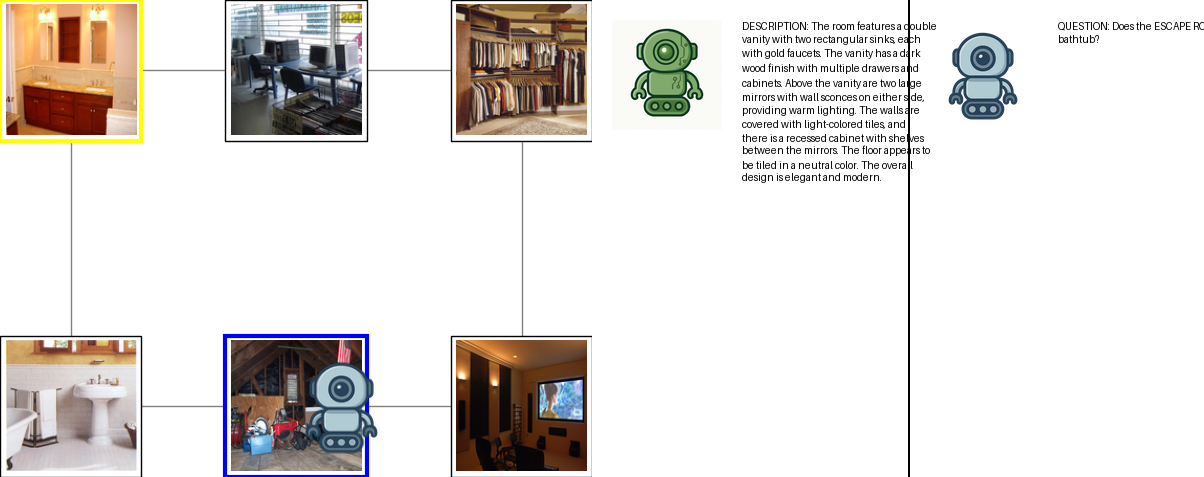 DESCRIPTION: The room features a double
vanity with two rectangular sinks, each
with gold faucets. The vanity has a dark
wood finish with multiple drawers and
cabinets. Above the vanity are two large
mirrors with wall sconces on either side,
providing warm lighting. The walls are
covered with light-colored tiles, and
there is a recessed cabinet with shelves
between the mirrors. The floor appears to
be tiled in a neutral color. The overall
design is elegant and modern.
QUESTION: Does the ESCAPE RO
bathtub?